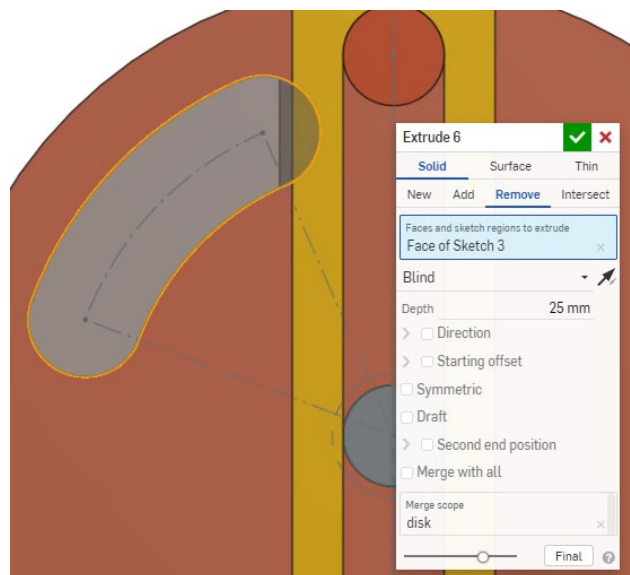 Extrude 6
Solid Surface Thin
New Add Remove Intersect
Faces and sketch regions to extrude
Face of Sketch 3
Blind
Depth 25 mm
Direction
Starting offset
Symmetric
Draft
Second end position
Merge with all
Merge scope
disk
Final